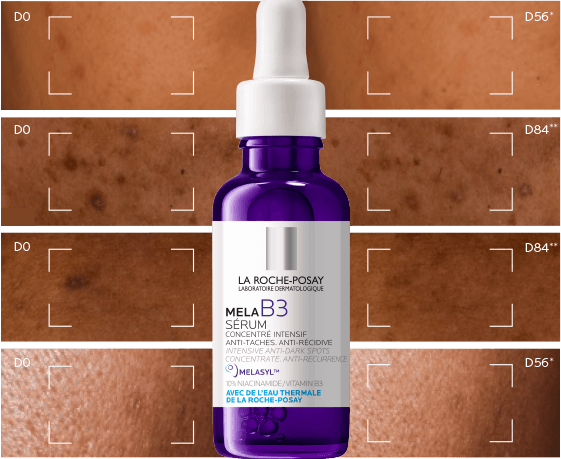 D0
D56*
D0
D84**
D0
D84**
D0
D56*
LA ROCHE-POSAY
LABORATOIRE DERMATOLOGIQUE
MELA B3
SÉRUM
CONCENTRÉ INTENSIF
ANTI-TACHES, ANTI-RÉCIDIVE
INTENSIVE ANTI-DARK SPOTS
CONCENTRATE, ANTI-RECURRENCE
MELASYL™
10% NIACINAMIDE/VITAMIN B3
AVEC DE L'EAU THERMALE
DE LA ROCHE-POSAY